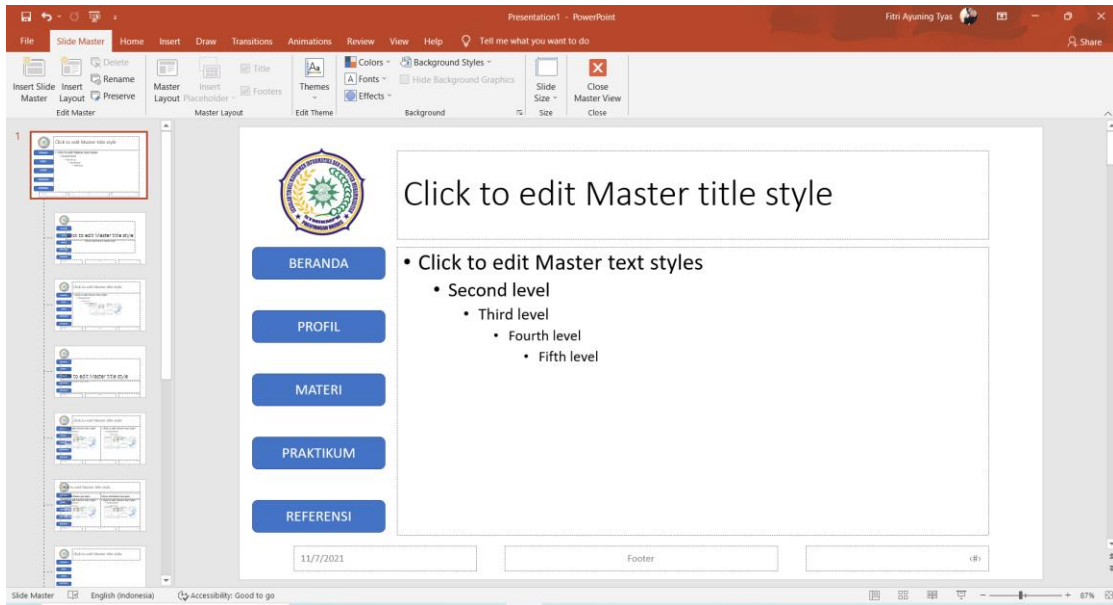 Presentation1 - PowerPoint
Fitri Ayuning Tyas
File Slide Master Home Insert Draw Transitions Animations Review View Help Tell me what you want to do
Share
Insert Slide Master
Insert Layout
Delete
Rename
Preserve
Edit Master
Master Layout
Insert Placeholder
Title
Footers
Master Layout
Aa
Themes
Edit Theme
Colors
A Fonts
Effects
Background Styles
Hide Background Graphics
Background
Slide Size
Size
Close Master View
Close
1
Click to edit Master title style
BERANDA
PROFIL
MATERI
PRAKTIKUM
REFERENSI
• Click to edit Master text styles
• Second level
• Third level
• Fourth level
• Fifth level
11/7/2021
Footer
‹#›
Slide Master
English (Indonesia)
Accessibility: Good to go
87%